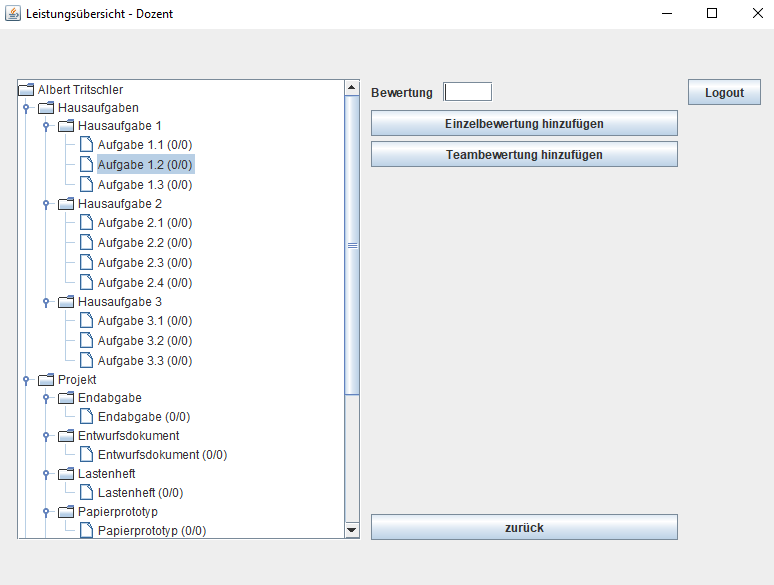 Leistungsübersicht - Dozent
Albert Tritschler
Hausaufgaben
Hausaufgabe 1
Aufgabe 1.1 (0/0)
Aufgabe 1.2 (0/0)
Aufgabe 1.3 (0/0)
Hausaufgabe 2
Aufgabe 2.1 (0/0)
Aufgabe 2.2 (0/0)
Aufgabe 2.3 (0/0)
Aufgabe 2.4 (0/0)
Hausaufgabe 3
Aufgabe 3.1 (0/0)
Aufgabe 3.2 (0/0)
Aufgabe 3.3 (0/0)
Projekt
Endabgabe
Endabgabe (0/0)
Entwurfsdokument
Entwurfsdokument (0/0)
Lastenheft
Lastenheft (0/0)
Papierprototyp
Papierprototyp (0/0)
Bewertung
Einzelbewertung hinzufügen
Teambewertung hinzufügen
zurück
Logout